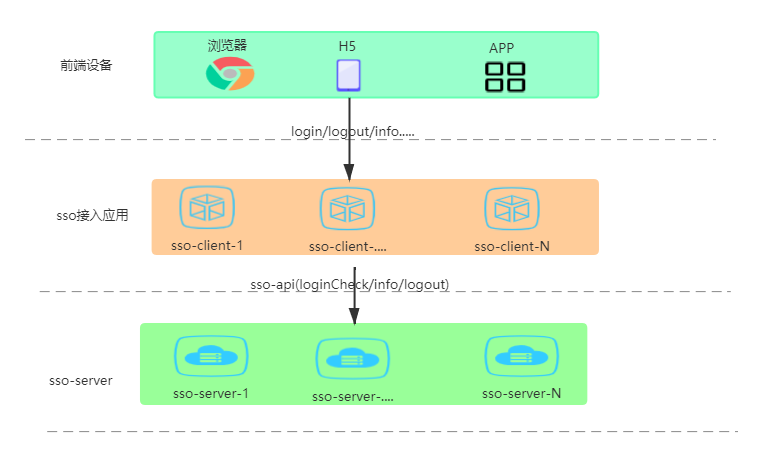 浏览器
H5
APP
前端设备
login/logout/info.....
sso接入应用
sso-client-1
sso-client-....
sso-client-N
sso-api(loginCheck/info/logout)
sso-server
sso-server-1
sso-server-....
sso-server-N